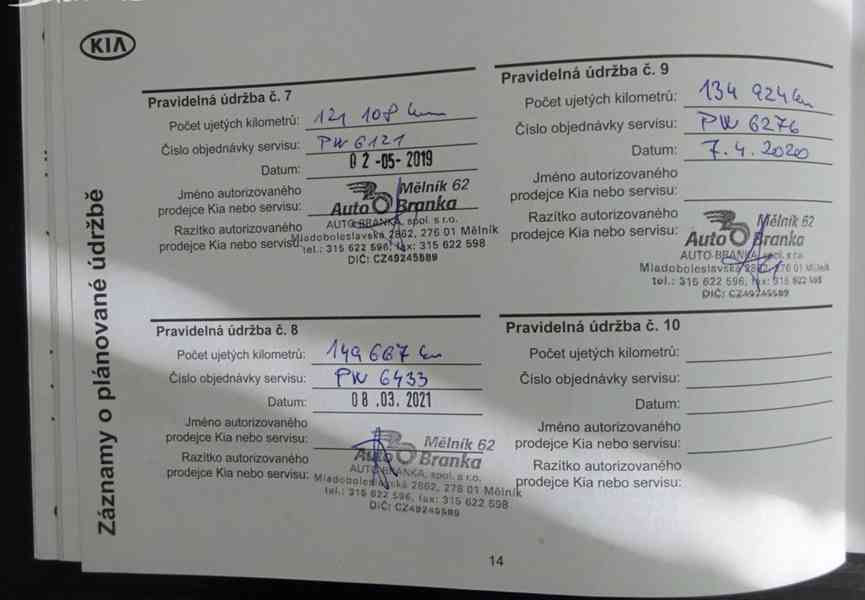 KIA
Záznamy o plánované údržbě
Pravidelná údržba č. 7
Počet ujetých kilometrů: 121 108 km
Číslo objednávky servisu: PW 6121
Datum: 02 -05- 2019
Jméno autorizovaného
prodejce Kia nebo servisu:
Razítko autorizovaného
prodejce Kia nebo servisu:
Mělník 62
Auto Branka
AUTO-BRANKA, spol. s r.o.
Mladoboleslavská 2862, 276 01 Mělník
tel.: 315 622 596, fax: 315 622 598
DIČ: CZ49245589
Pravidelná údržba č. 8
Počet ujetých kilometrů: 149 687 km
Číslo objednávky servisu: PW 6433
Datum: 08 .03. 2021
Jméno autorizovaného
prodejce Kia nebo servisu:
Razítko autorizovaného
prodejce Kia nebo servisu:
Mělník 62
Auto Branka
AUTO-BRANKA, spol. s r.o.
Mladoboleslavská 2862, 276 01 Mělník
tel.: 315 622 596, fax: 315 622 598
DIČ: CZ49245589
Pravidelná údržba č. 9
Počet ujetých kilometrů: 134 924 km
Číslo objednávky servisu: PW 6276
Datum: 7.4.2020
Jméno autorizovaného
prodejce Kia nebo servisu:
Razítko autorizovaného
prodejce Kia nebo servisu:
Mělník 62
Auto Branka
AUTO-BRANKA, spol. s r.o.
Mladoboleslavská 2862, 276 01 Mělník
tel.: 315 622 596, fax: 315 622 598
DIČ: CZ49245589
Pravidelná údržba č. 10
Počet ujetých kilometrů:
Číslo objednávky servisu:
Datum:
Jméno autorizovaného
prodejce Kia nebo servisu:
Razítko autorizovaného
prodejce Kia nebo servisu:
14